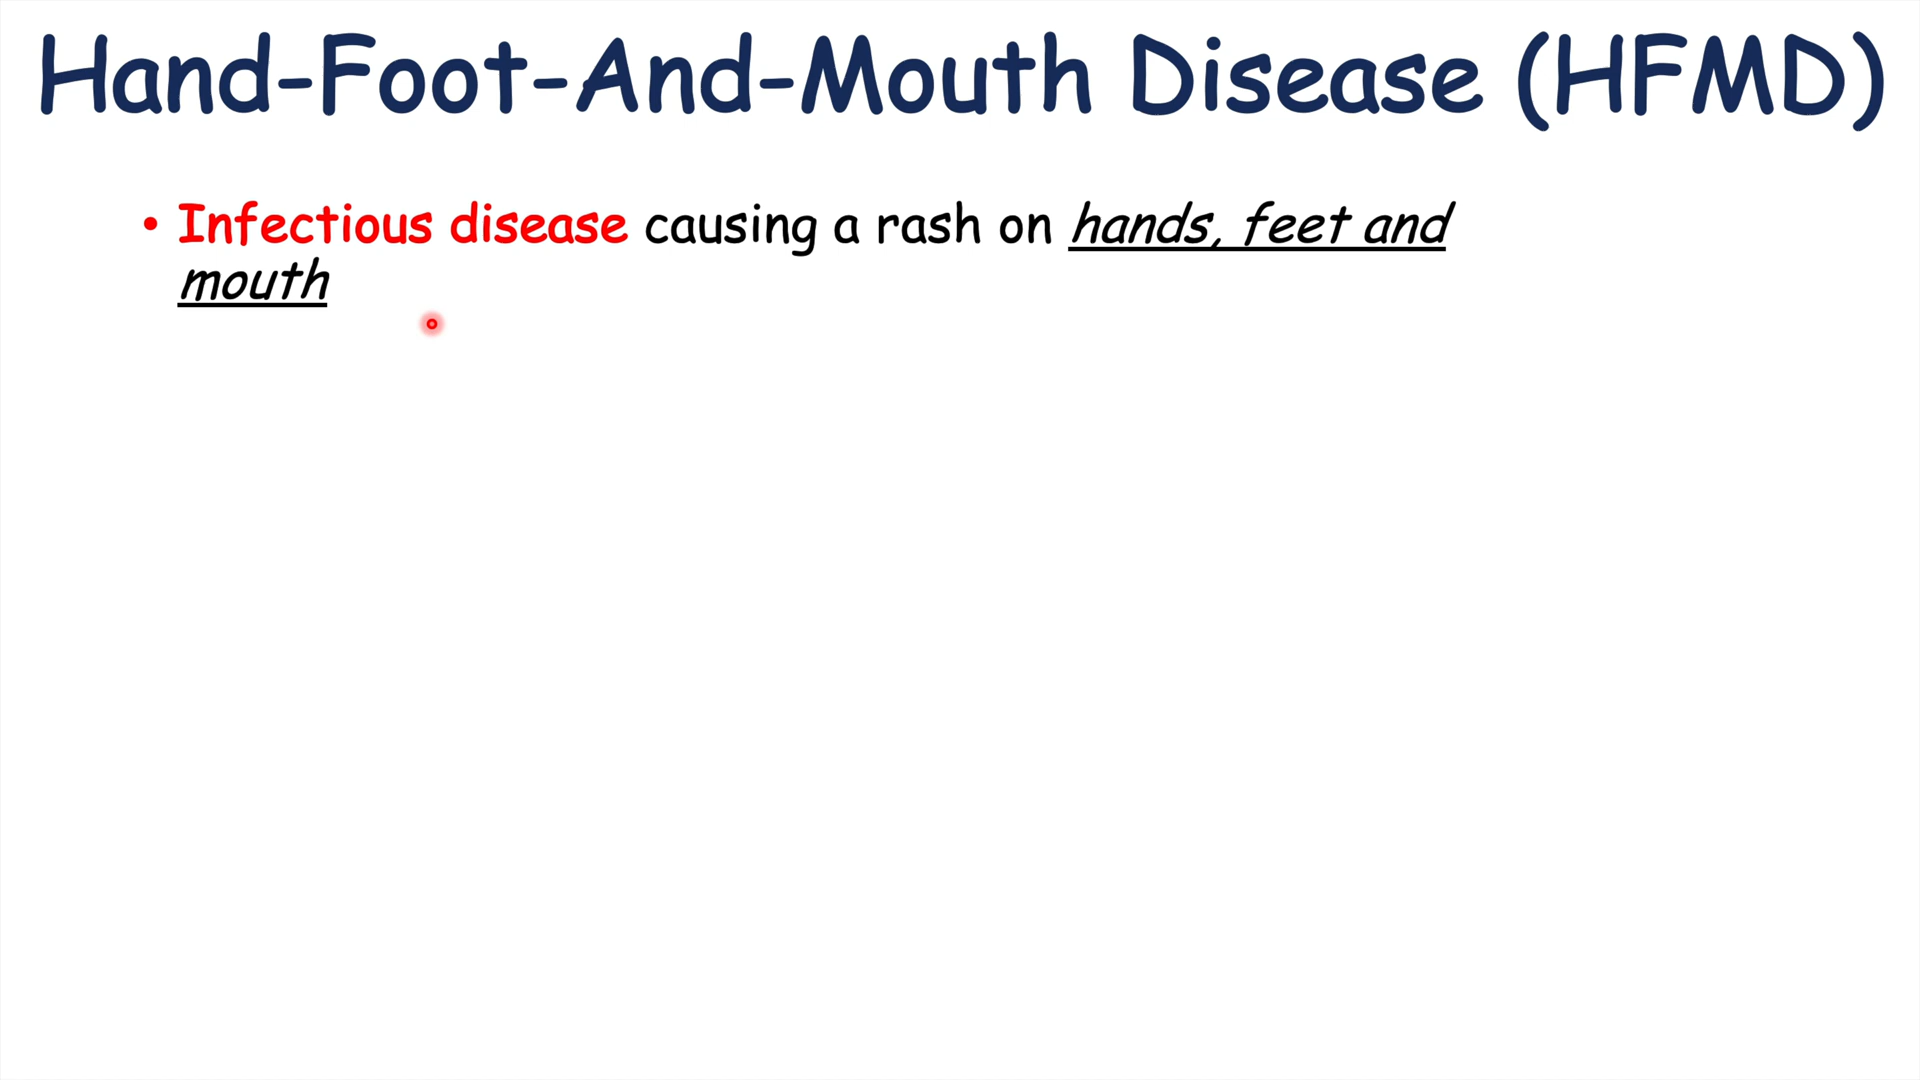 Hand-Foot-And-Mouth Disease (HFMD)
• Infectious disease causing a rash on hands, feet and
mouth